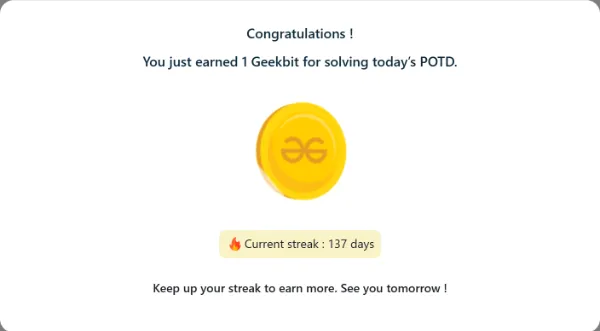 Congratulations !
You just earned 1 Geekbit for solving today's POTD.
Current streak : 137 days
Keep up your streak to earn more. See you tomorrow !